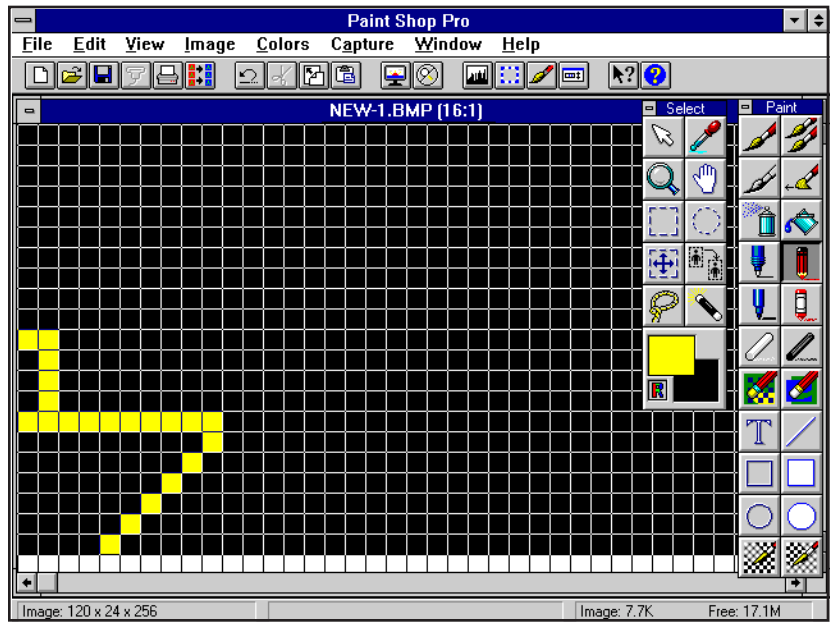 Paint Shop Pro
File Edit View Image Colors Capture Window Help
NEW-1.BMP (16:1)
Select
Paint
R
T
Image: 120 x 24 x 256 Image: 7.7K Free: 17.1M